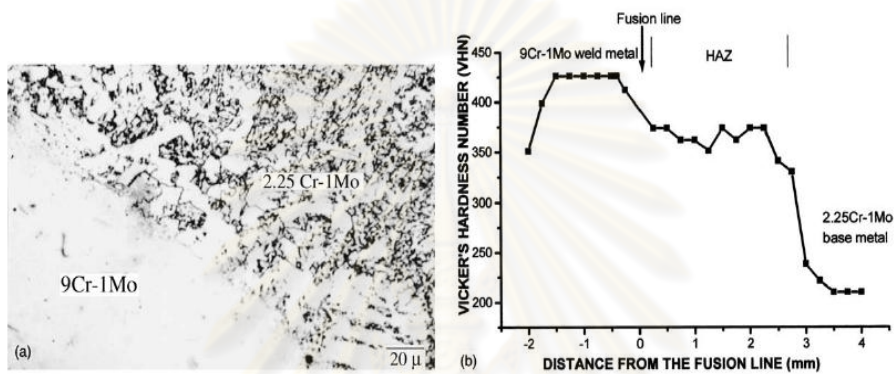 2.25 Cr-1Mo
9Cr-1Mo
(a)
20 μ
Fusion line
9Cr-1Mo weld metal
HAZ
VICKER'S HARDNESS NUMBER (VHN)
450
400
350
300
250
200
2.25Cr-1Mo
base metal
-2
-1
0
1
2
3
4
(b)
DISTANCE FROM THE FUSION LINE (mm)